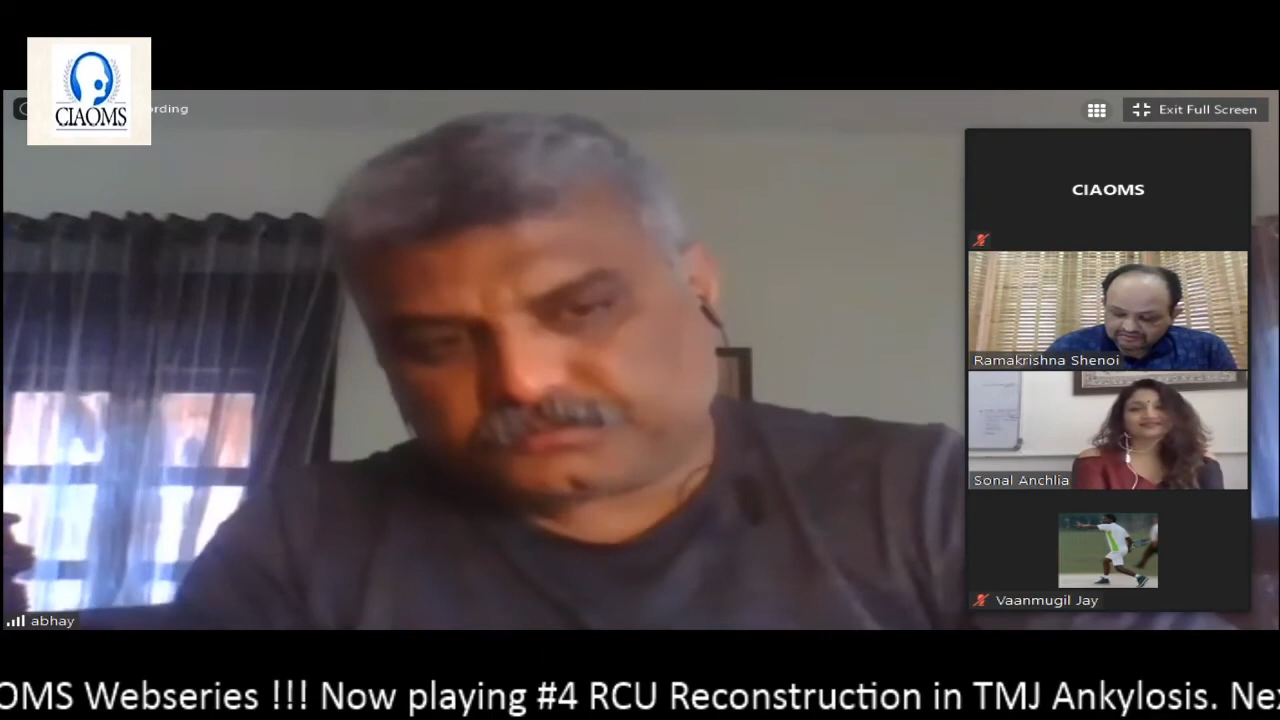 CIAOMS
ording
Exit Full Screen
CIAOMS
Ramakrishna Shenoi
Sonal Anchlia
Vaanmugil Jay
abhay
OMS Webseries !!! Now playing #4 RCU Reconstruction in TMJ Ankylosis. Nex